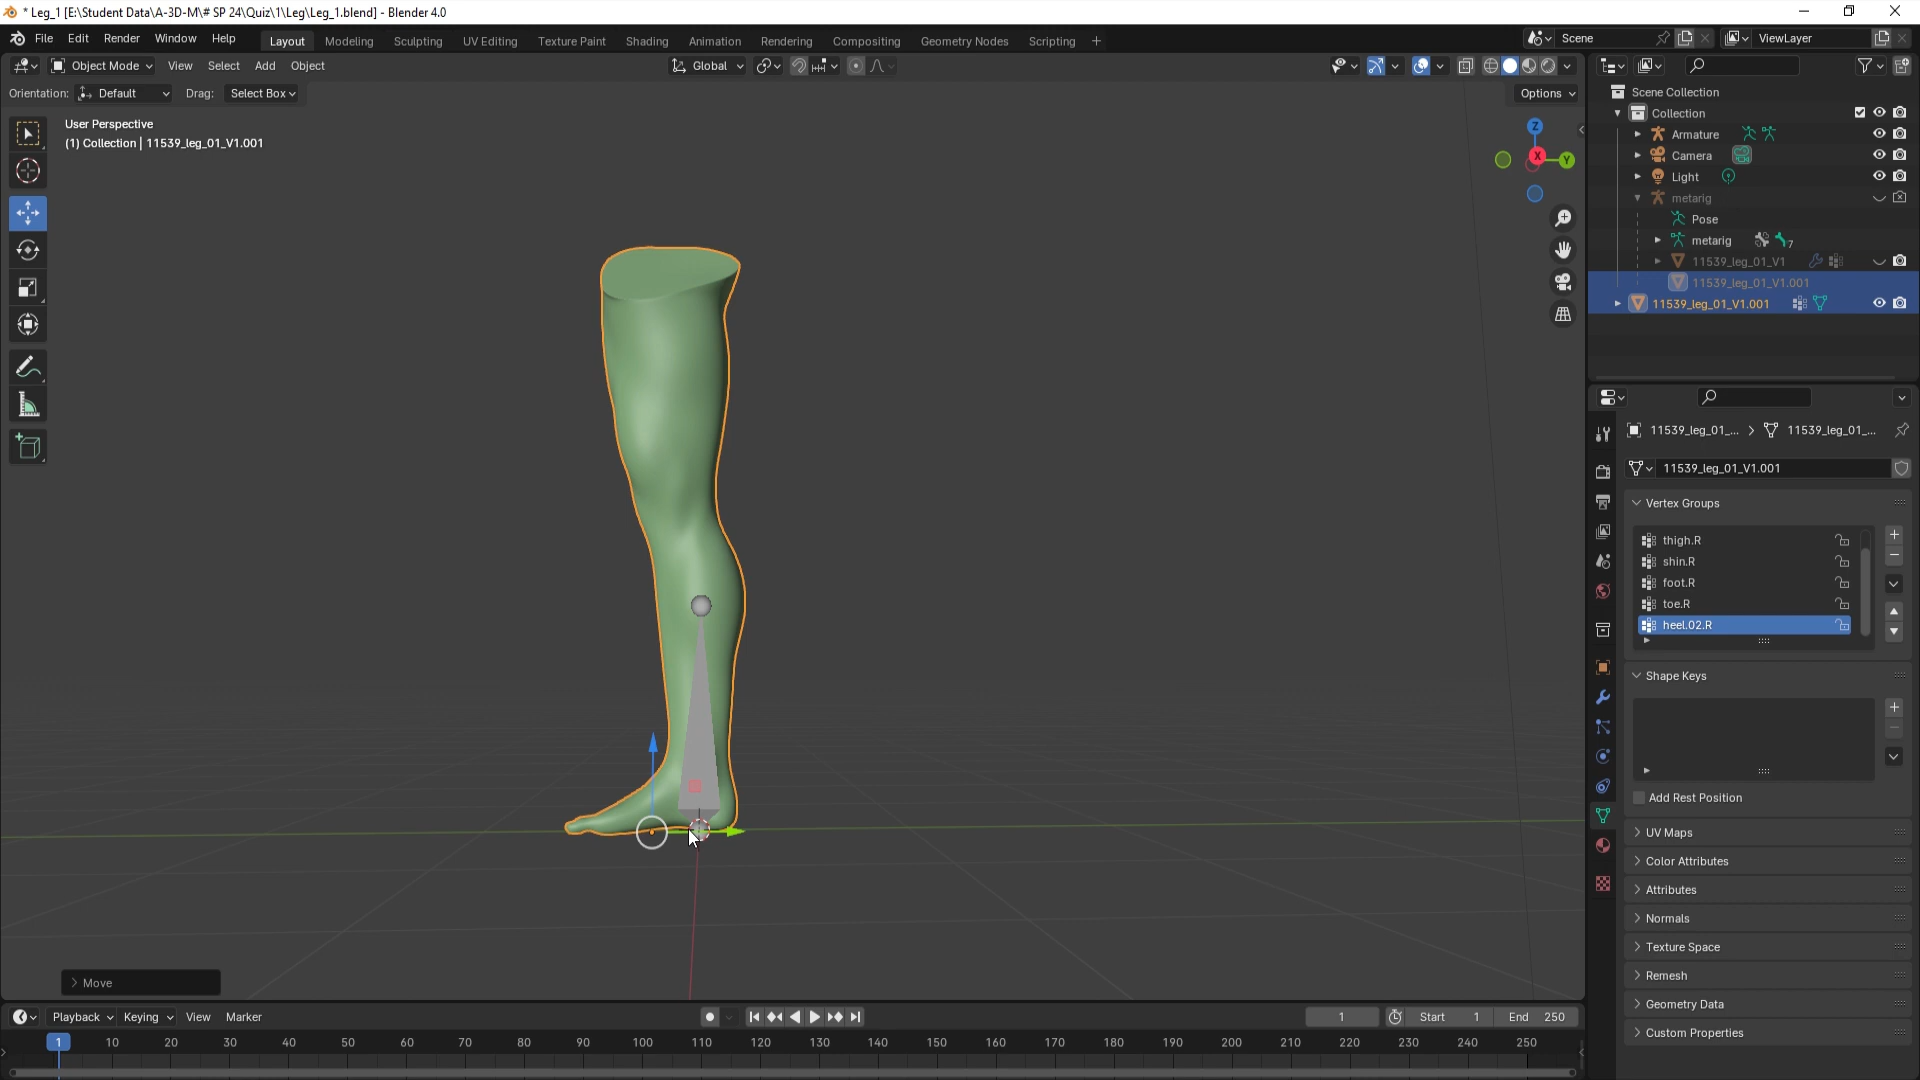 * Leg_1 [E:\Student Data\A-3D-M\# SP 24\Quiz\1\Leg\Leg_1.blend] - Blender 4.0
File Edit Render Window Help Layout Modeling Sculpting UV Editing Texture Paint Shading Animation Rendering Compositing Geometry Nodes Scripting + Scene ViewLayer
Object Mode View Select Add Object Global
Orientation: Default Drag: Select Box Options
User Perspective
(1) Collection | 11539_leg_01_V1.001
Z
X
Y
Scene Collection
Collection
Armature
Camera
Light
metarig
Pose
metarig 7
11539_leg_01_V1
11539_leg_01_V1.001
11539_leg_01_V1.001
11539_leg_01_... > 11539_leg_01_...
11539_leg_01_V1.001
Vertex Groups
thigh.R
shin.R
foot.R
toe.R
heel.02.R
Shape Keys
Add Rest Position
UV Maps
Color Attributes
Attributes
Normals
Texture Space
Remesh
Geometry Data
Custom Properties
Move
Playback Keying View Marker 1 Start 1 End 250
1 10 20 30 40 50 60 70 80 90 100 110 120 130 140 150 160 170 180 190 200 210 220 230 240 250